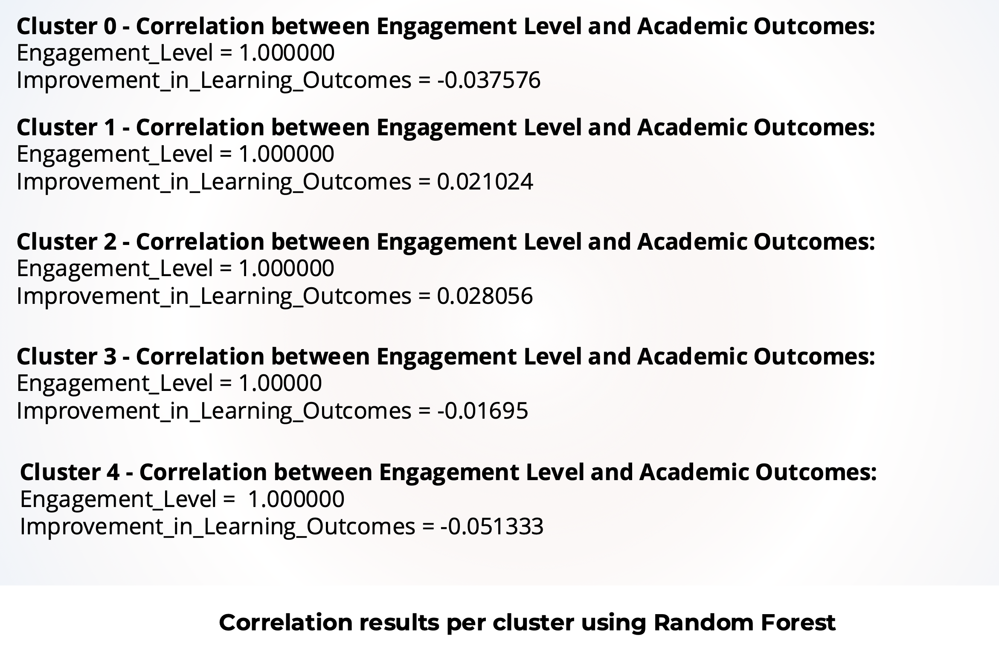 Cluster 0 - Correlation between Engagement Level and Academic Outcomes:
Engagement_Level = 1.000000
Improvement_in_Learning_Outcomes = -0.037576
Cluster 1 - Correlation between Engagement Level and Academic Outcomes:
Engagement_Level = 1.000000
Improvement_in_Learning_Outcomes = 0.021024
Cluster 2 - Correlation between Engagement Level and Academic Outcomes:
Engagement_Level = 1.000000
Improvement_in_Learning_Outcomes = 0.028056
Cluster 3 - Correlation between Engagement Level and Academic Outcomes:
Engagement_Level = 1.00000
Improvement_in_Learning_Outcomes = -0.01695
Cluster 4 - Correlation between Engagement Level and Academic Outcomes:
Engagement_Level =  1.000000
Improvement_in_Learning_Outcomes = -0.051333
Correlation results per cluster using Random Forest